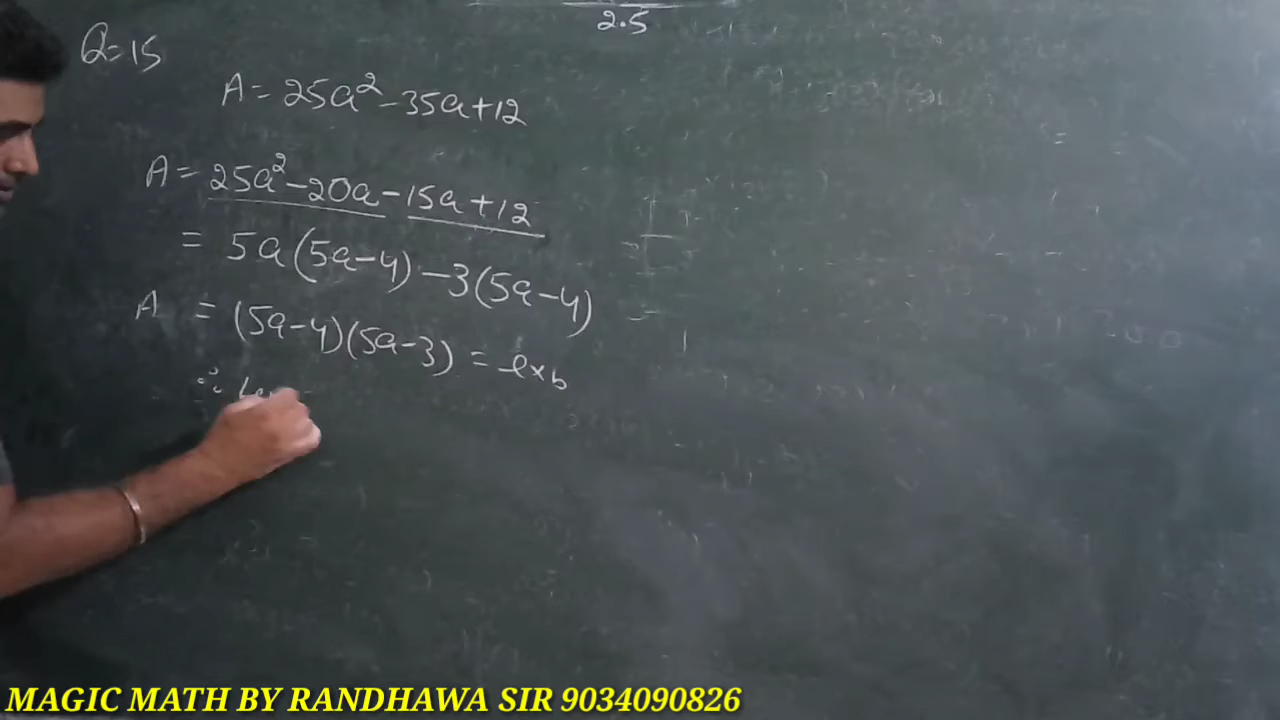 2.5
Q=15
A = 25a² - 35a + 12
A = 25a² - 20a - 15a + 12
= 5a(5a - 4) - 3(5a - 4)
A = (5a - 4)(5a - 3) = l × b
∴
MAGIC MATH BY RANDHAWA SIR 9034090826